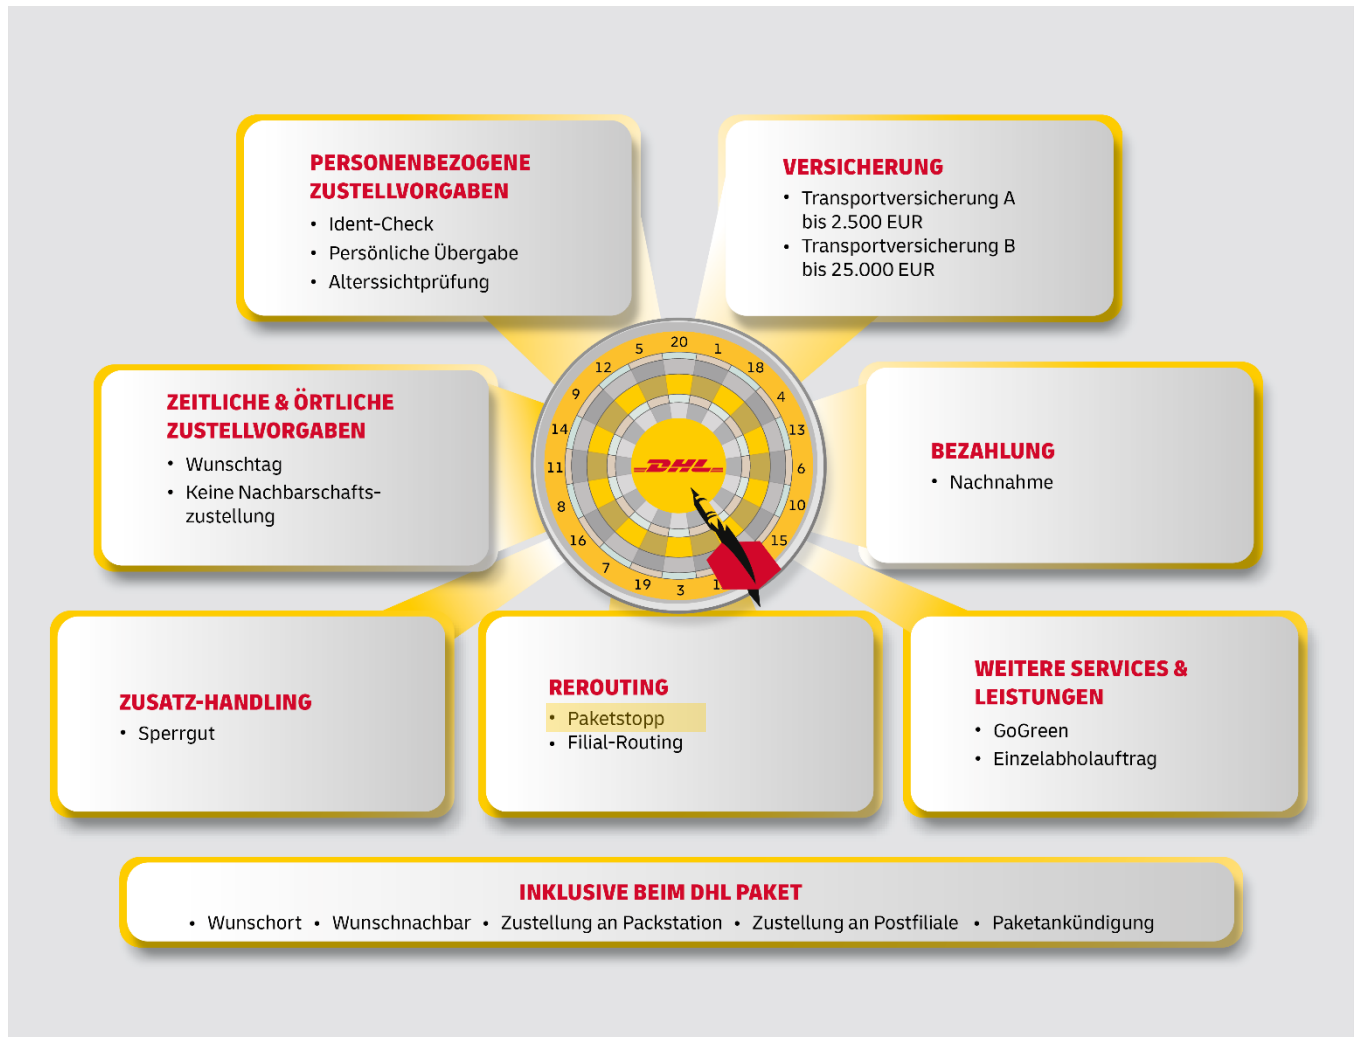 PERSONENBEZOGENE
ZUSTELLVORGABEN
• Ident-Check
• Persönliche Übergabe
• Alterssichtprüfung
VERSICHERUNG
• Transportversicherung A
bis 2.500 EUR
• Transportversicherung B
bis 25.000 EUR
ZEITLICHE & ÖRTLICHE
ZUSTELLVORGABEN
• Wunschtag
• Keine Nachbarschafts-
zustellung
20
1
18
4
13
6
10
15
3
19
7
16
8
11
14
9
12
5
DHL
BEZAHLUNG
• Nachnahme
ZUSATZ-HANDLING
• Sperrgut
REROUTING
• Paketstopp
• Filial-Routing
WEITERE SERVICES &
LEISTUNGEN
• GoGreen
• Einzelabholauftrag
INKLUSIVE BEIM DHL PAKET
• Wunschort • Wunschnachbar • Zustellung an Packstation • Zustellung an Postfiliale • Paketankündigung